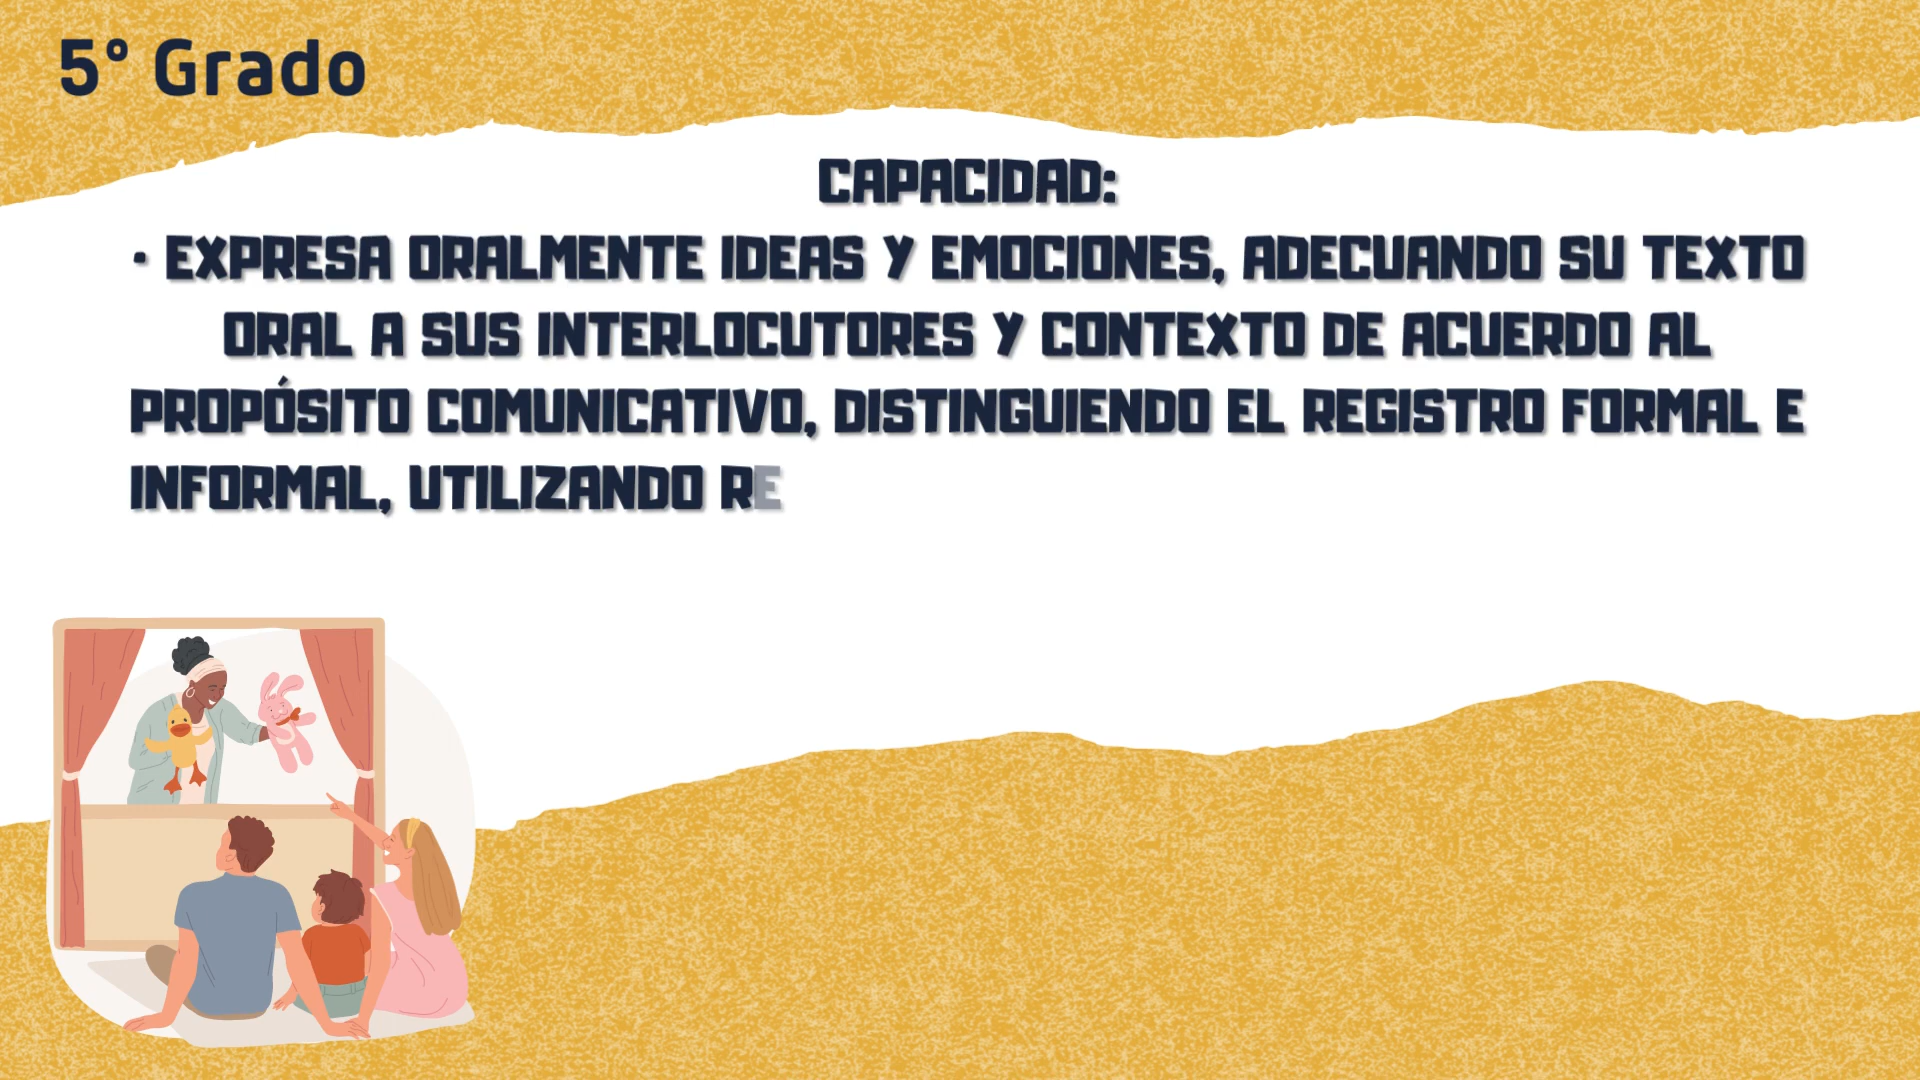 5° Grado
CAPACIDAD:
· EXPRESA ORALMENTE IDEAS Y EMOCIONES, ADECUANDO SU TEXTO
ORAL A SUS INTERLOCUTORES Y CONTEXTO DE ACUERDO AL
PROPÓSITO COMUNICATIVO, DISTINGUIENDO EL REGISTRO FORMAL E
INFORMAL, UTILIZANDO RE